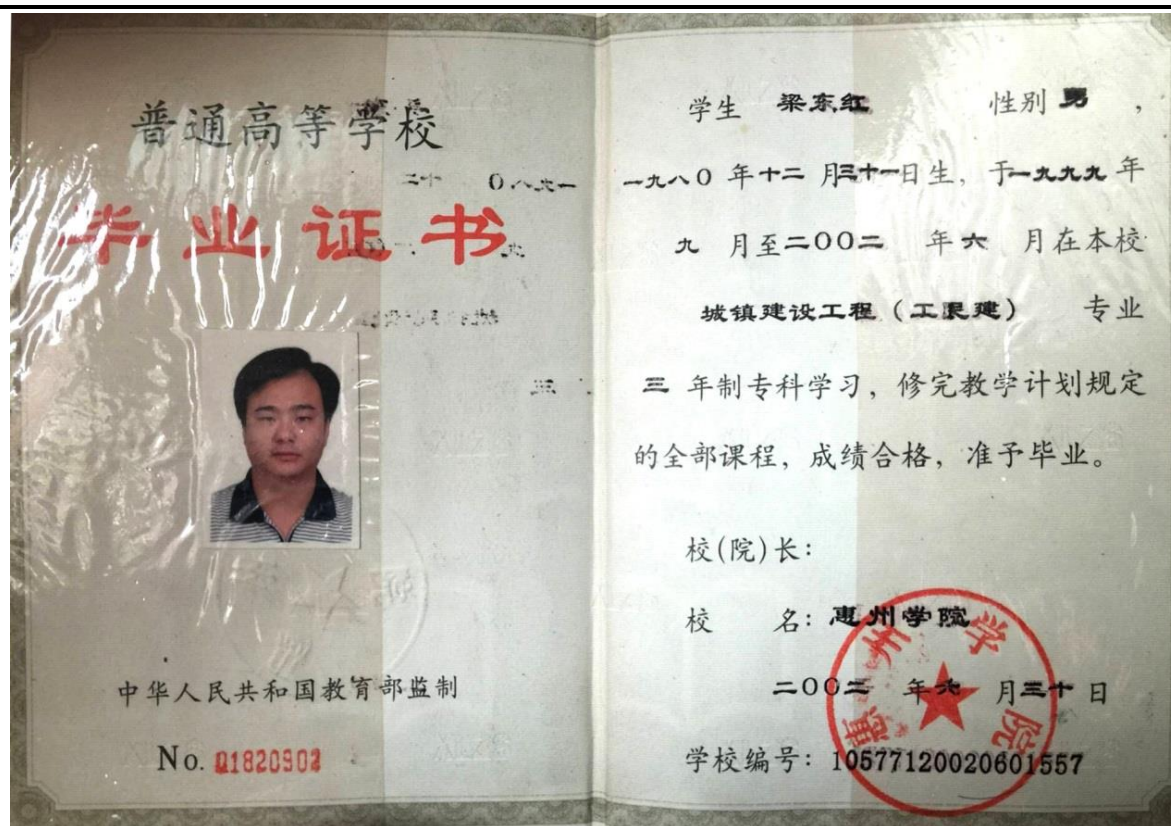 普通高等学校
毕业证书
中华人民共和国教育部监制
No. 01820902
学生 梁东红 性别 男，
一九八0 年十二 月三十一日生，于一九九九 年
九 月至二00二 年六 月在本校
城镇建设工程（工民建） 专业
三 年制专科学习，修完教学计划规定
的全部课程，成绩合格，准予毕业。
校(院)长：
校 名：惠州学院
二00二 年六 月三十 日
学校编号：10577120020601557
惠州学院